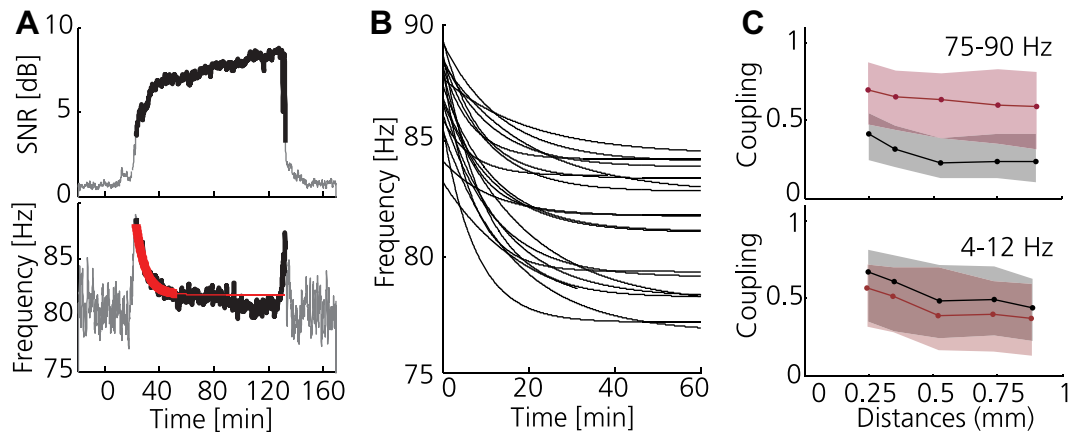 A
SNR [dB]
10
5
0
Frequency [Hz]
85
80
75
0 40 80 120 160
Time [min]
B
Frequency [Hz]
90
85
80
75
0 20 40 60
Time [min]
C
75-90 Hz
Coupling
1
0.5
0
4-12 Hz
Coupling
1
0.5
0
0 0.25 0.5 0.75 1
Distances (mm)